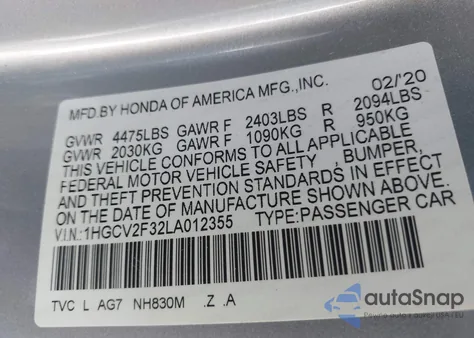 MFD.BY HONDA OF AMERICA MFG.,INC. 02/'20
GVWR 4475LBS GAWR F 2403LBS R 2094LBS
GVWR 2030KG GAWR F 1090KG R 950KG
THIS VEHICLE CONFORMS TO ALL APPLICABLE
FEDERAL MOTOR VEHICLE SAFETY , BUMPER,
AND THEFT PREVENTION STANDARDS IN EFFECT
ON THE DATE OF MANUFACTURE SHOWN ABOVE.
V.I.N.:1HGCV2F32LA012355 TYPE:PASSENGER CAR
TVC L AG7 NH830M .Z .A
autoSnap